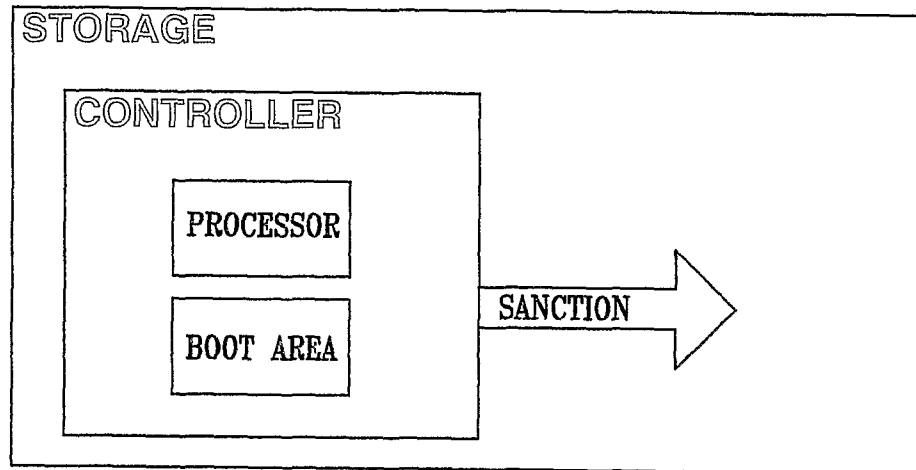 STORAGE
CONTROLLER
PROCESSOR
SANCTION
BOOT AREA